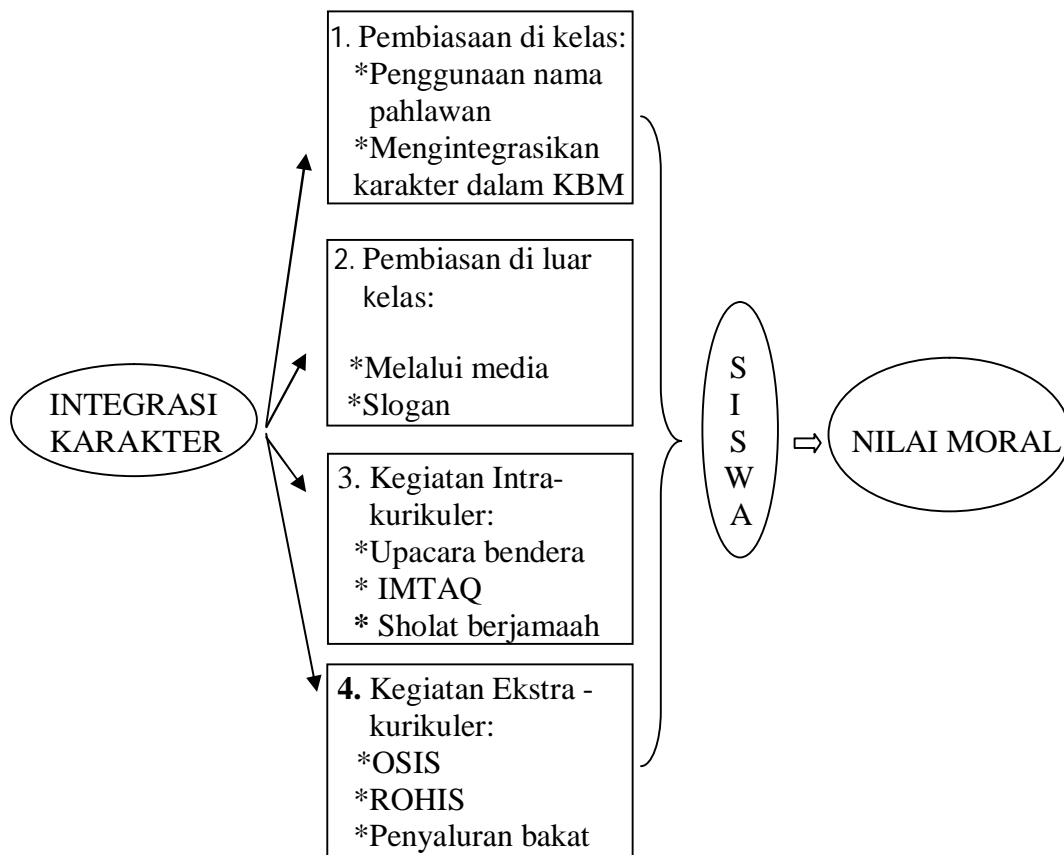 INTEGRASI
KARAKTER
1. Pembiasaan di kelas:
*Penggunaan nama
pahlawan
*Mengintegrasikan
karakter dalam KBM
2. Pembiasan di luar
kelas:
*Melalui media
*Slogan
3. Kegiatan Intra-
kurikuler:
*Upacara bendera
* IMTAQ
* Sholat berjamaah
4. Kegiatan Ekstra -
kurikuler:
*OSIS
*ROHIS
*Penyaluran bakat
S
I
S
W
A
NILAI MORAL